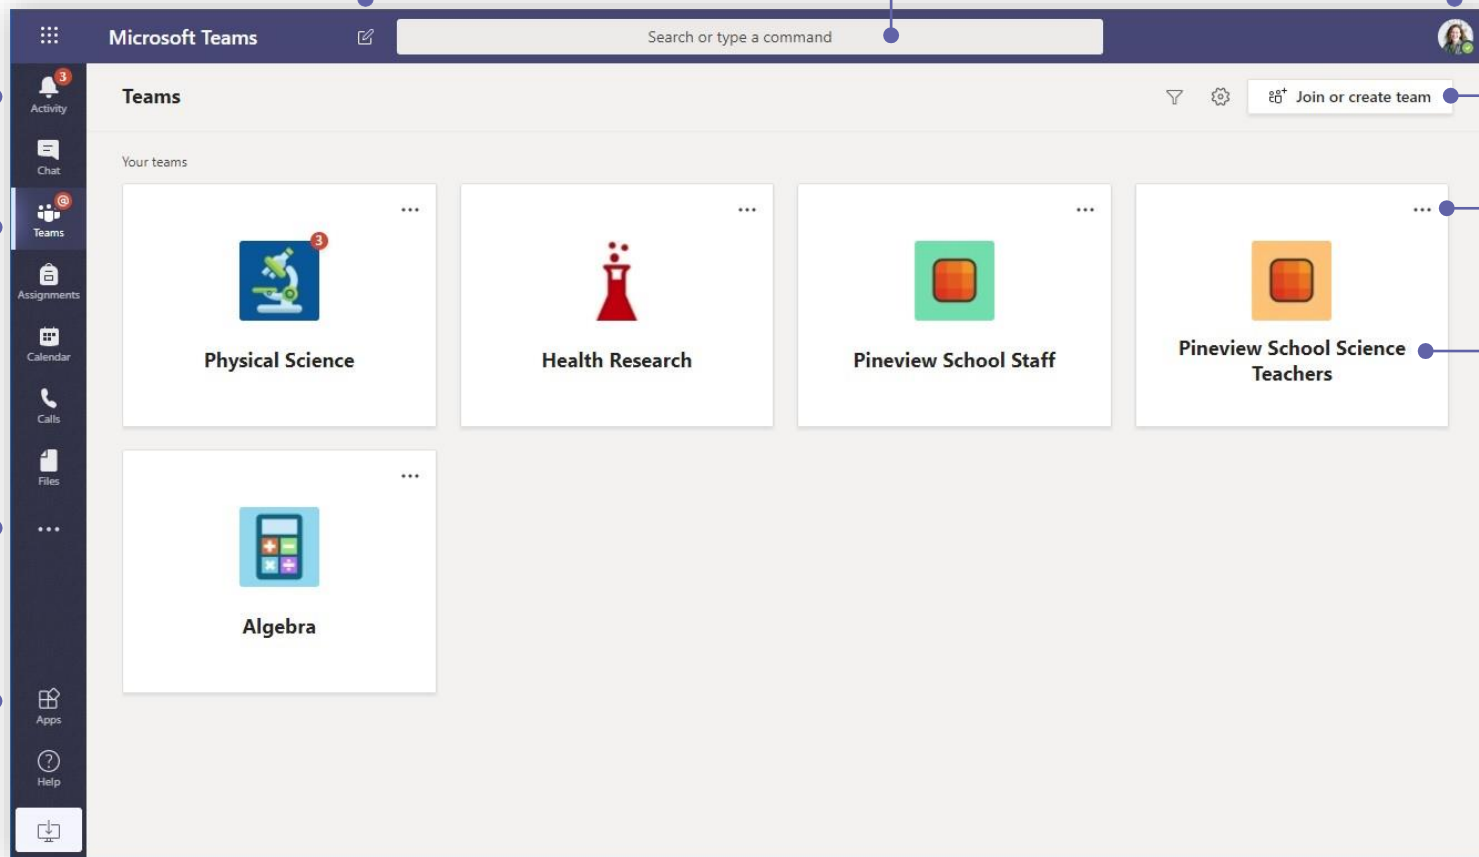 Microsoft Teams
Search or type a command
3
Activity
Chat
@
Teams
Assignments
Calendar
Calls
Files
Apps
Help
Teams
Join or create team
Your teams
3
Physical Science
Health Research
Pineview School Staff
Pineview School Science
Teachers
Algebra